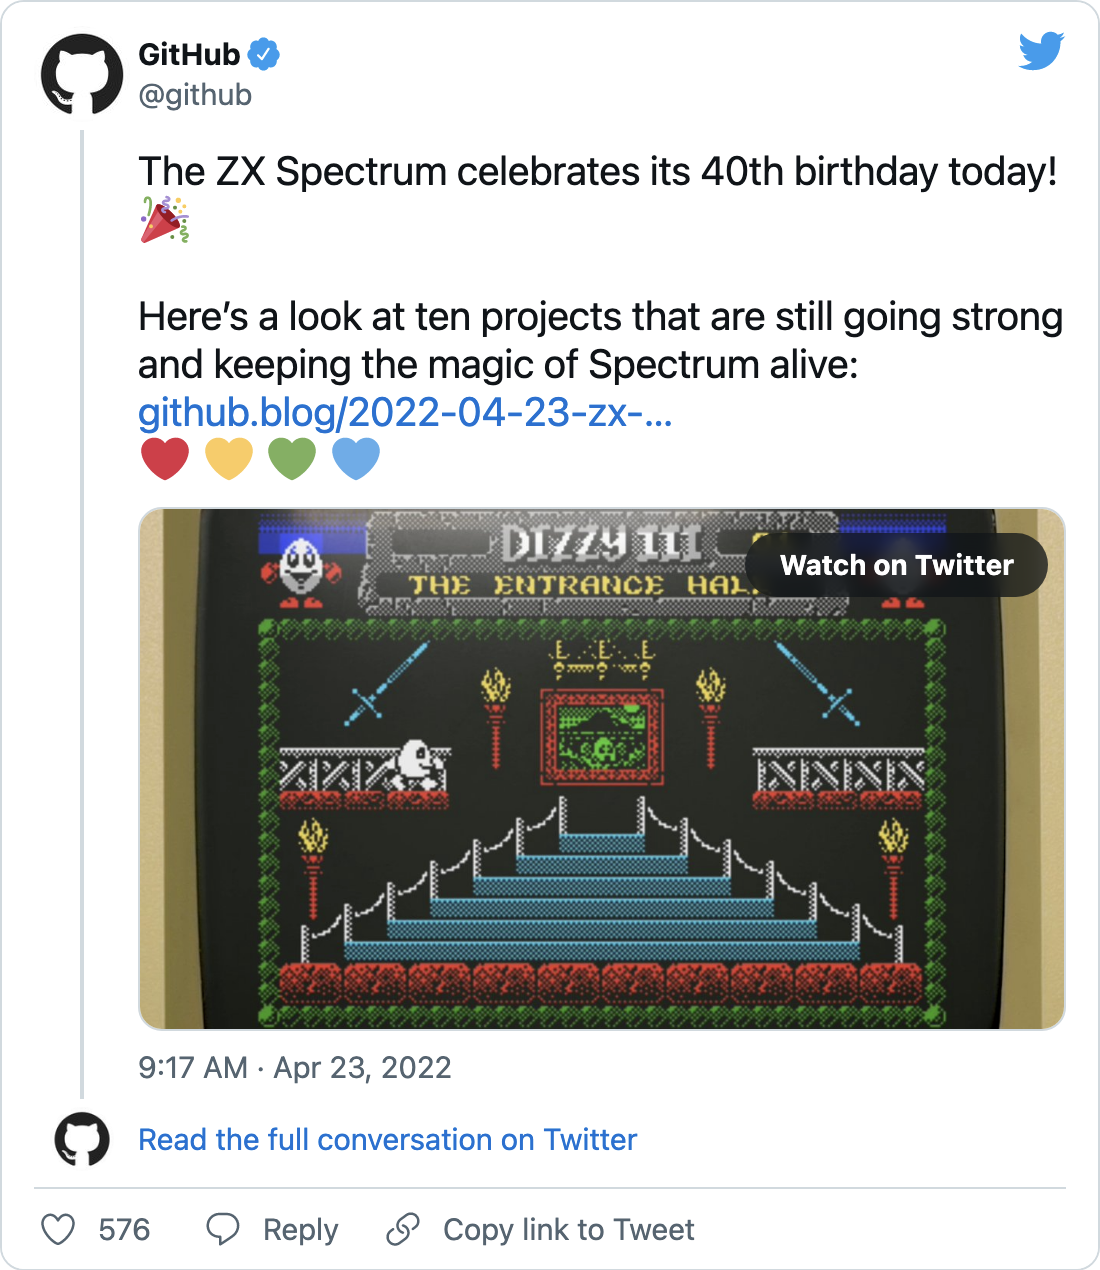 GitHub
@github
The ZX Spectrum celebrates its 40th birthday today!
Here’s a look at ten projects that are still going strong
and keeping the magic of Spectrum alive:
github.blog/2022-04-23-zx-...
DIZZY III
Watch on Twitter
THE ENTRANCE
9:17 AM · Apr 23, 2022
Read the full conversation on Twitter
576 Reply Copy link to Tweet